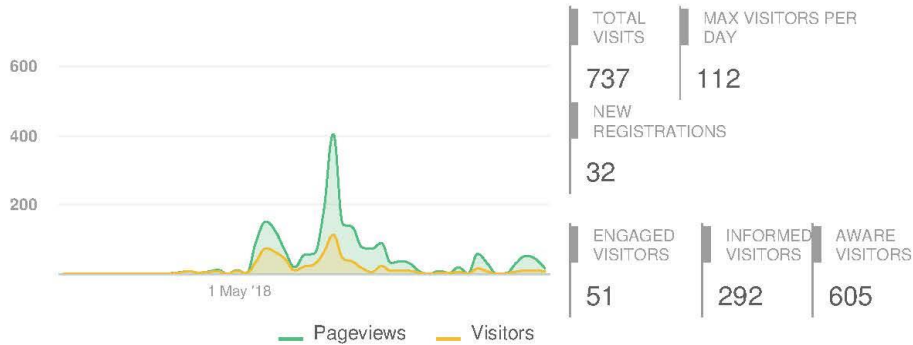 TOTAL
VISITS
737
MAX VISITORS PER
DAY
112
NEW
REGISTRATIONS
32
600
400
200
1 May '18
Pageviews
Visitors
ENGAGED
VISITORS
51
INFORMED
VISITORS
292
AWARE
VISITORS
605